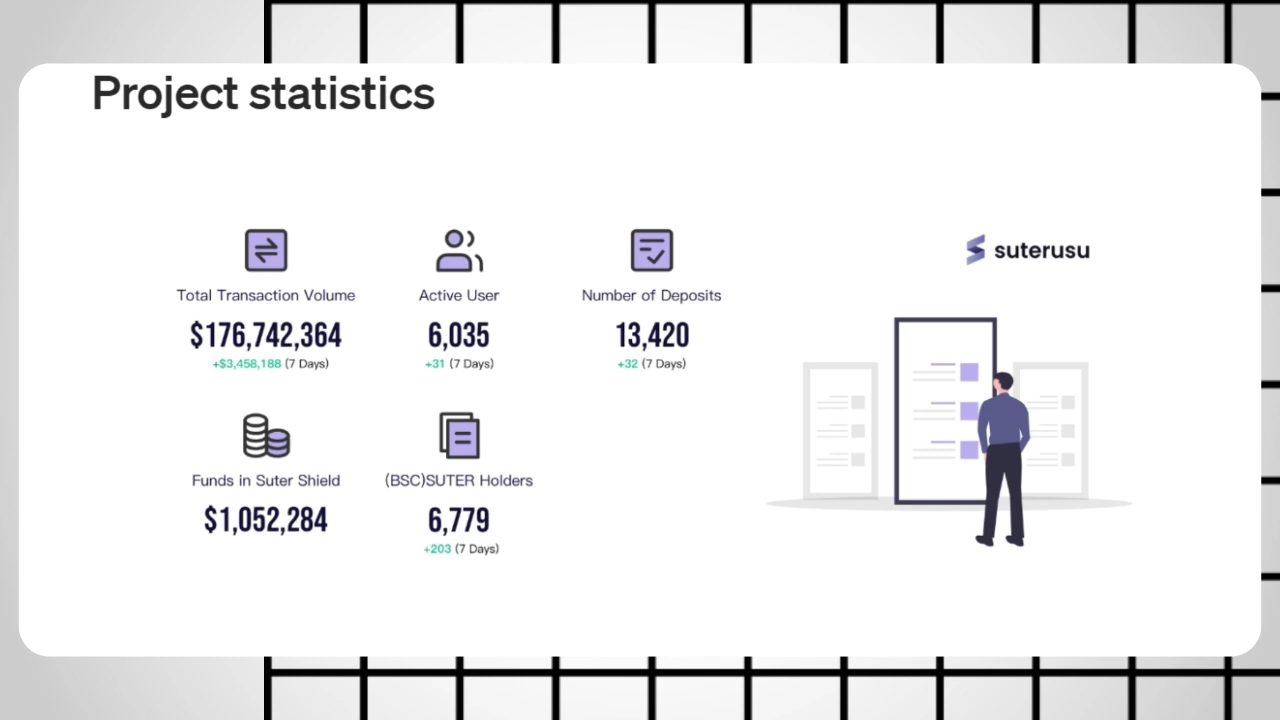 Project statistics
suterusu
Total Transaction Volume
$176,742,364
+$3,458,188 (7 Days)
Active User
6,035
+31 (7 Days)
Number of Deposits
13,420
+32 (7 Days)
Funds in Suter Shield
$1,052,284
(BSC)SUTER Holders
6,779
+203 (7 Days)